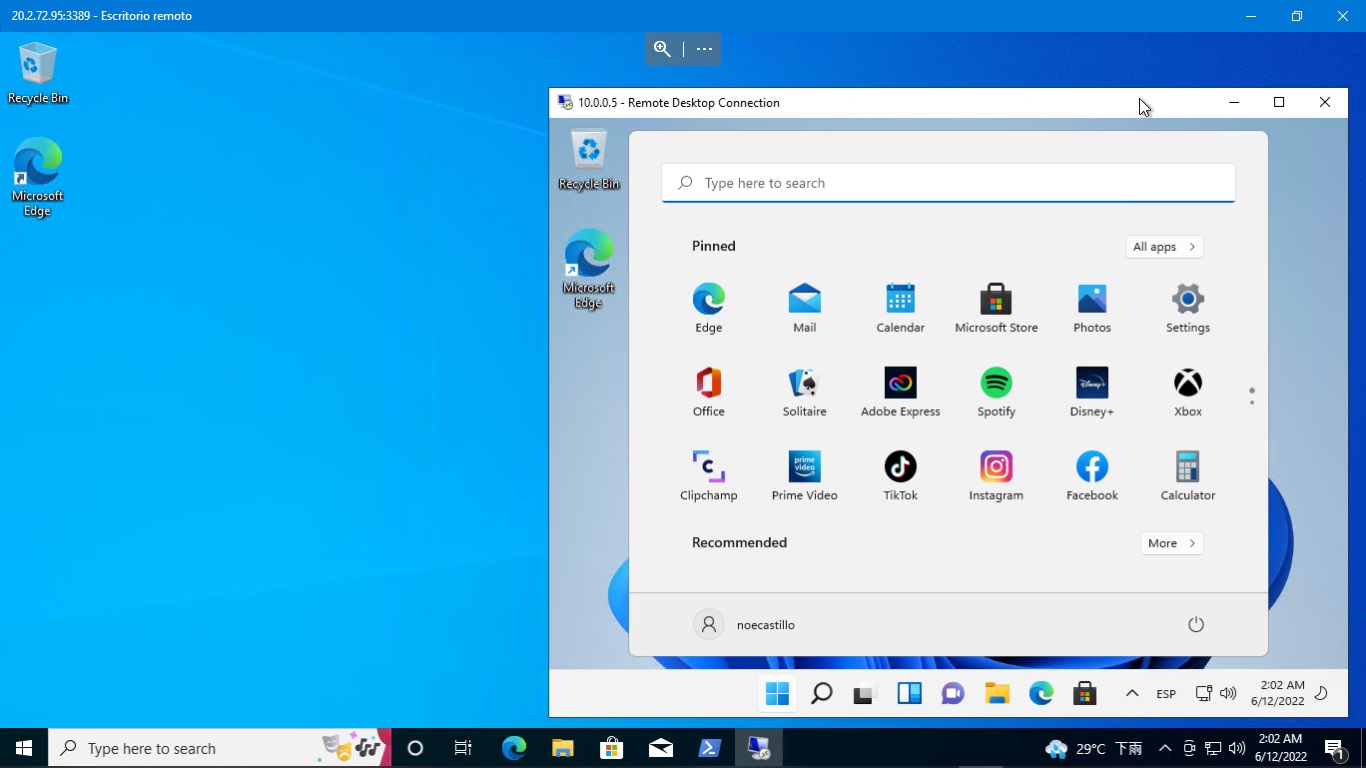 20.2.72.95:3389 - Escritorio remoto
Recycle Bin
Microsoft
Edge
10.0.0.5 - Remote Desktop Connection
Recycle Bin
Microsoft
Edge
Type here to search
Pinned
All apps
Edge
Mail
Calendar
Microsoft Store
Photos
Settings
Office
Solitaire
Adobe Express
Spotify
Disney+
Xbox
Clipchamp
Prime Video
TikTok
Instagram
Facebook
Calculator
Recommended
More
noecastillo
ESP
2:02 AM
6/12/2022
Type here to search
29°C 下雨
2:02 AM
6/12/2022
1